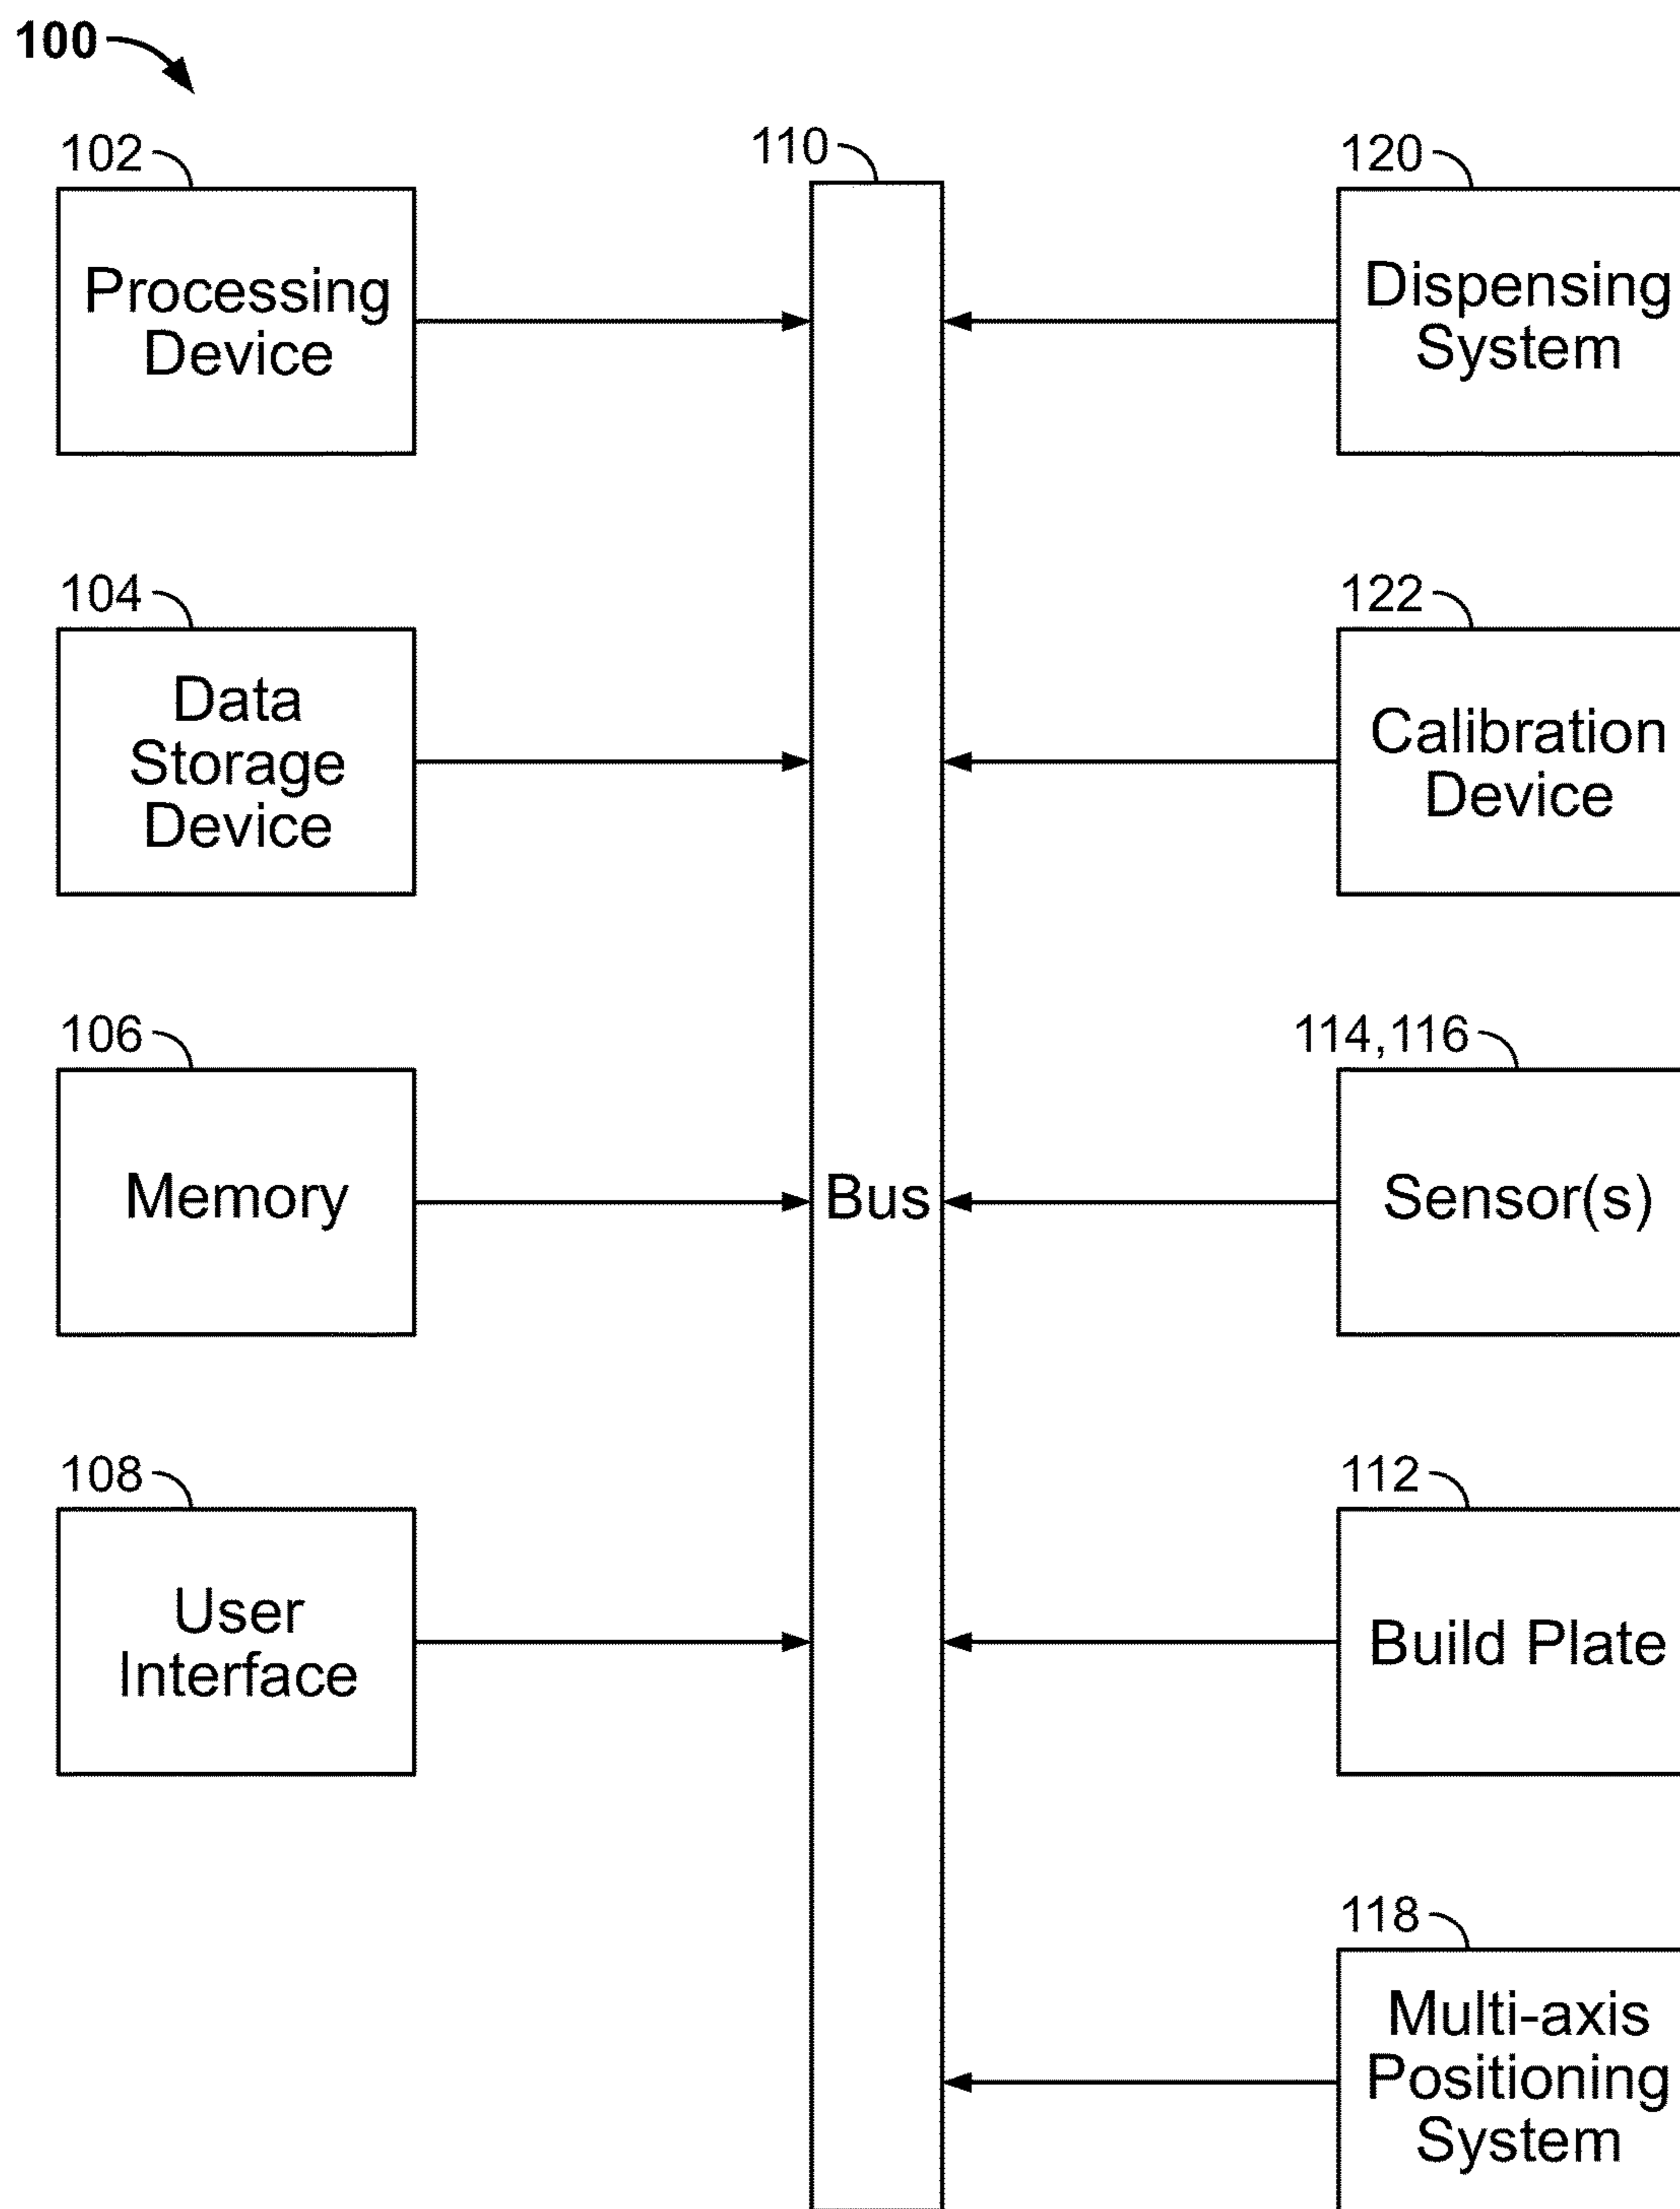 100
102
110
120
Processing
Device
Dispensing
System
104
122
Data
Storage
Device
Calibration
Device
106
114,116
Memory
Bus
Sensor(s)
108
112
User
Interface
Build Plate
118
Multi-axis
Positioning
System